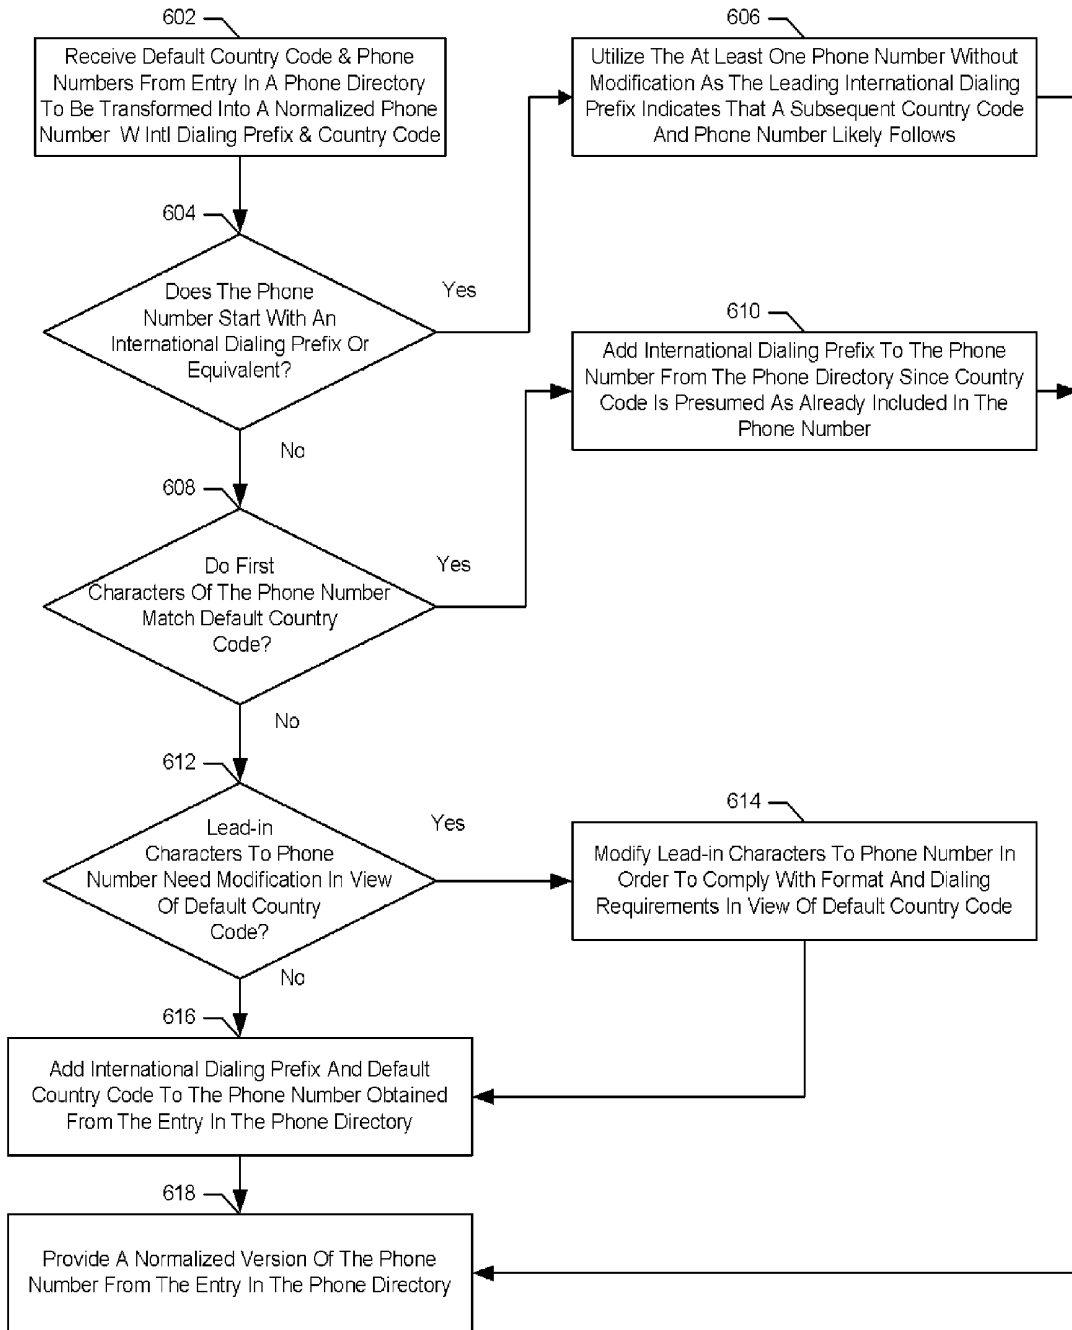 602
Receive Default Country Code & Phone
Numbers From Entry In A Phone Directory
To Be Transformed Into A Normalized Phone
Number W Intl Dialing Prefix & Country Code
606
Utilize The At Least One Phone Number Without
Modification As The Leading International Dialing
Prefix Indicates That A Subsequent Country Code
And Phone Number Likely Follows
604
Does The Phone
Number Start With An
International Dialing Prefix Or
Equivalent?
Yes
No
610
Add International Dialing Prefix To The Phone
Number From The Phone Directory Since Country
Code Is Presumed As Already Included In The
Phone Number
608
Do First
Characters Of The Phone Number
Match Default Country
Code?
Yes
No
612
Lead-in
Characters To Phone
Number Need Modification In View
Of Default Country
Code?
Yes
No
614
Modify Lead-in Characters To Phone Number In
Order To Comply With Format And Dialing
Requirements In View Of Default Country Code
616
Add International Dialing Prefix And Default
Country Code To The Phone Number Obtained
From The Entry In The Phone Directory
618
Provide A Normalized Version Of The Phone
Number From The Entry In The Phone Directory